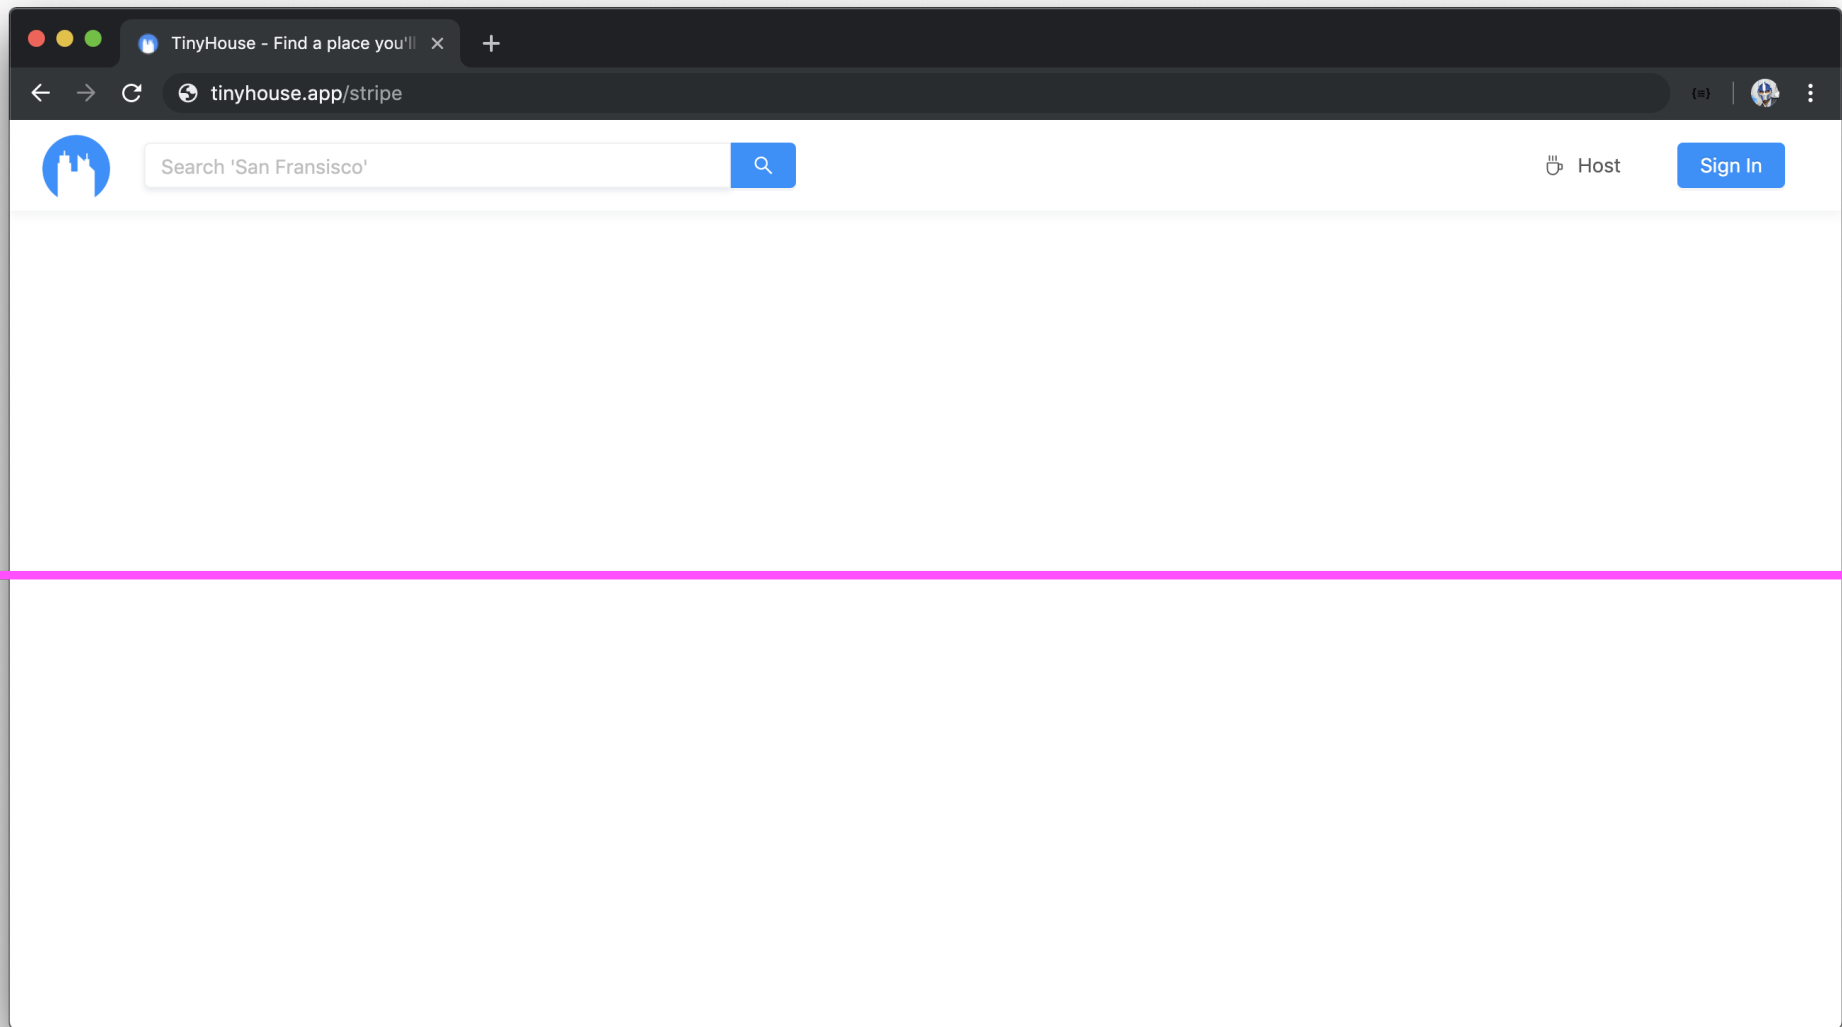 TinyHouse - Find a place you'll
tinyhouse.app/stripe
Search 'San Fransisco'
Host
Sign In